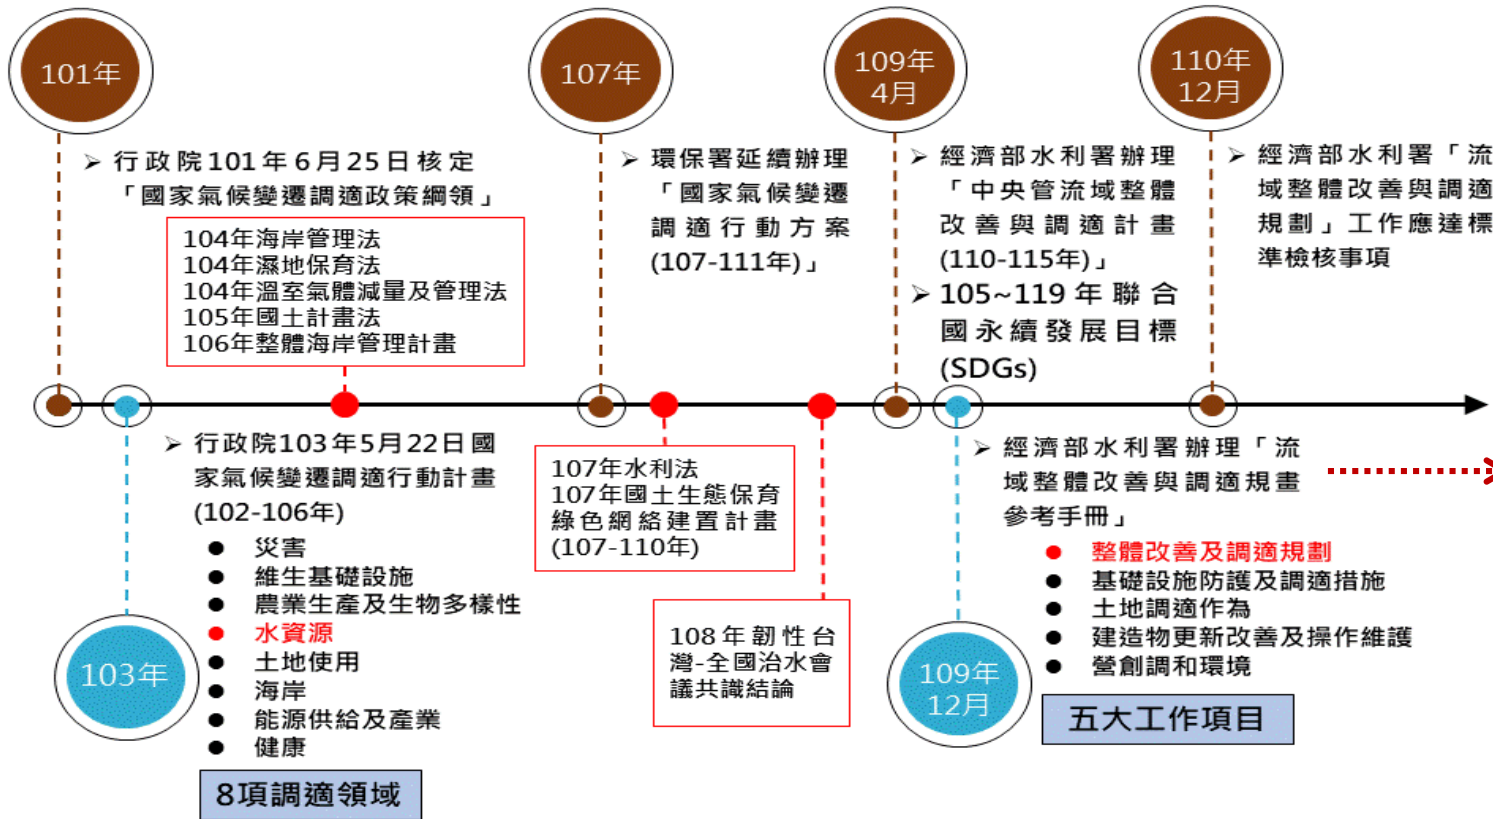 101年
107年
109年
4月
110年
12月
➢ 行政院101年6月25日核定
「國家氣候變遷調適政策綱領」
104年海岸管理法
104年濕地保育法
104年溫室氣體減量及管理法
105年國土計畫法
106年整體海岸管理計畫
➢ 環保署延續辦理
「國家氣候變遷
調適行動方案
(107-111年)」
➢ 經濟部水利署辦理
「中央管流域整體
改善與調適計畫
(110-115年)」
➢ 105~119年聯合
國永續發展目標
(SDGs)
➢ 經濟部水利署「流
域整體改善與調適
規劃」工作應達標
準檢核事項
➢ 行政院103年5月22日國
家氣候變遷調適行動計畫
(102-106年)
● 災害
● 維生基礎設施
● 農業生產及生物多樣性
● 水資源
● 土地使用
● 海岸
● 能源供給及產業
● 健康
103年
8項調適領域
107年水利法
107年國土生態保育
綠色網絡建置計畫
(107-110年)
108年韌性台
灣-全國治水會
議共識結論
➢ 經濟部水利署辦理「流
域整體改善與調適規畫
參考手冊」
● 整體改善及調適規劃
● 基礎設施防護及調適措施
● 土地調適作為
● 建造物更新改善及操作維護
● 營創調和環境
109年
12月
五大工作項目